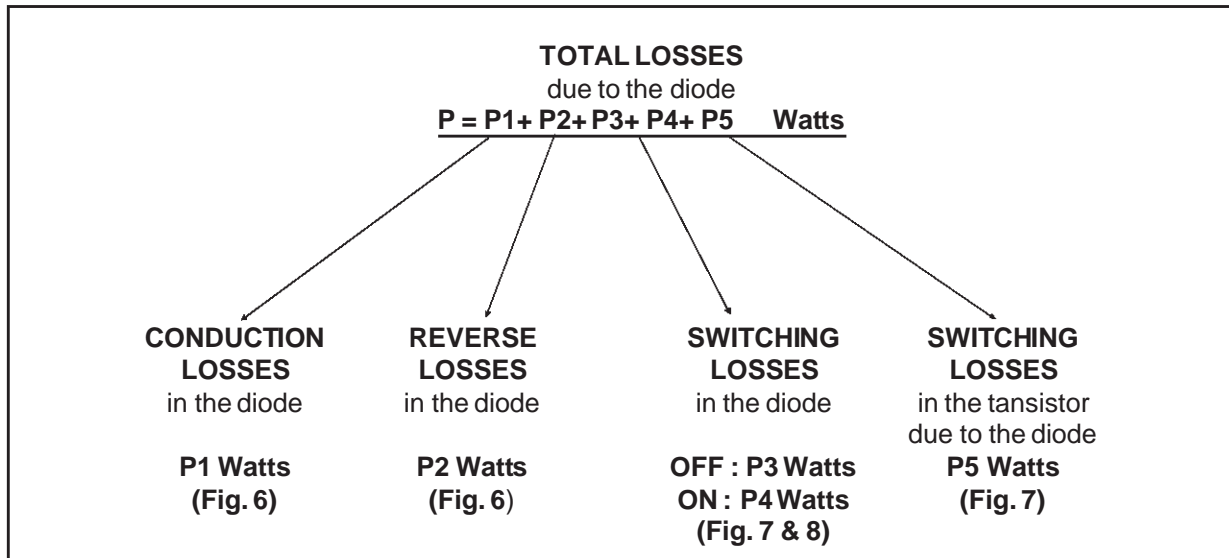 TOTAL LOSSES
due to the diode
P = P1+ P2+ P3+ P4+ P5 Watts
CONDUCTION
LOSSES
in the diode
P1 Watts
(Fig. 6)
REVERSE
LOSSES
in the diode
P2 Watts
(Fig. 6)
SWITCHING
LOSSES
in the diode
OFF : P3 Watts
ON : P4 Watts
(Fig. 7 & 8)
SWITCHING
LOSSES
in the tansistor
due to the diode
P5 Watts
(Fig. 7)